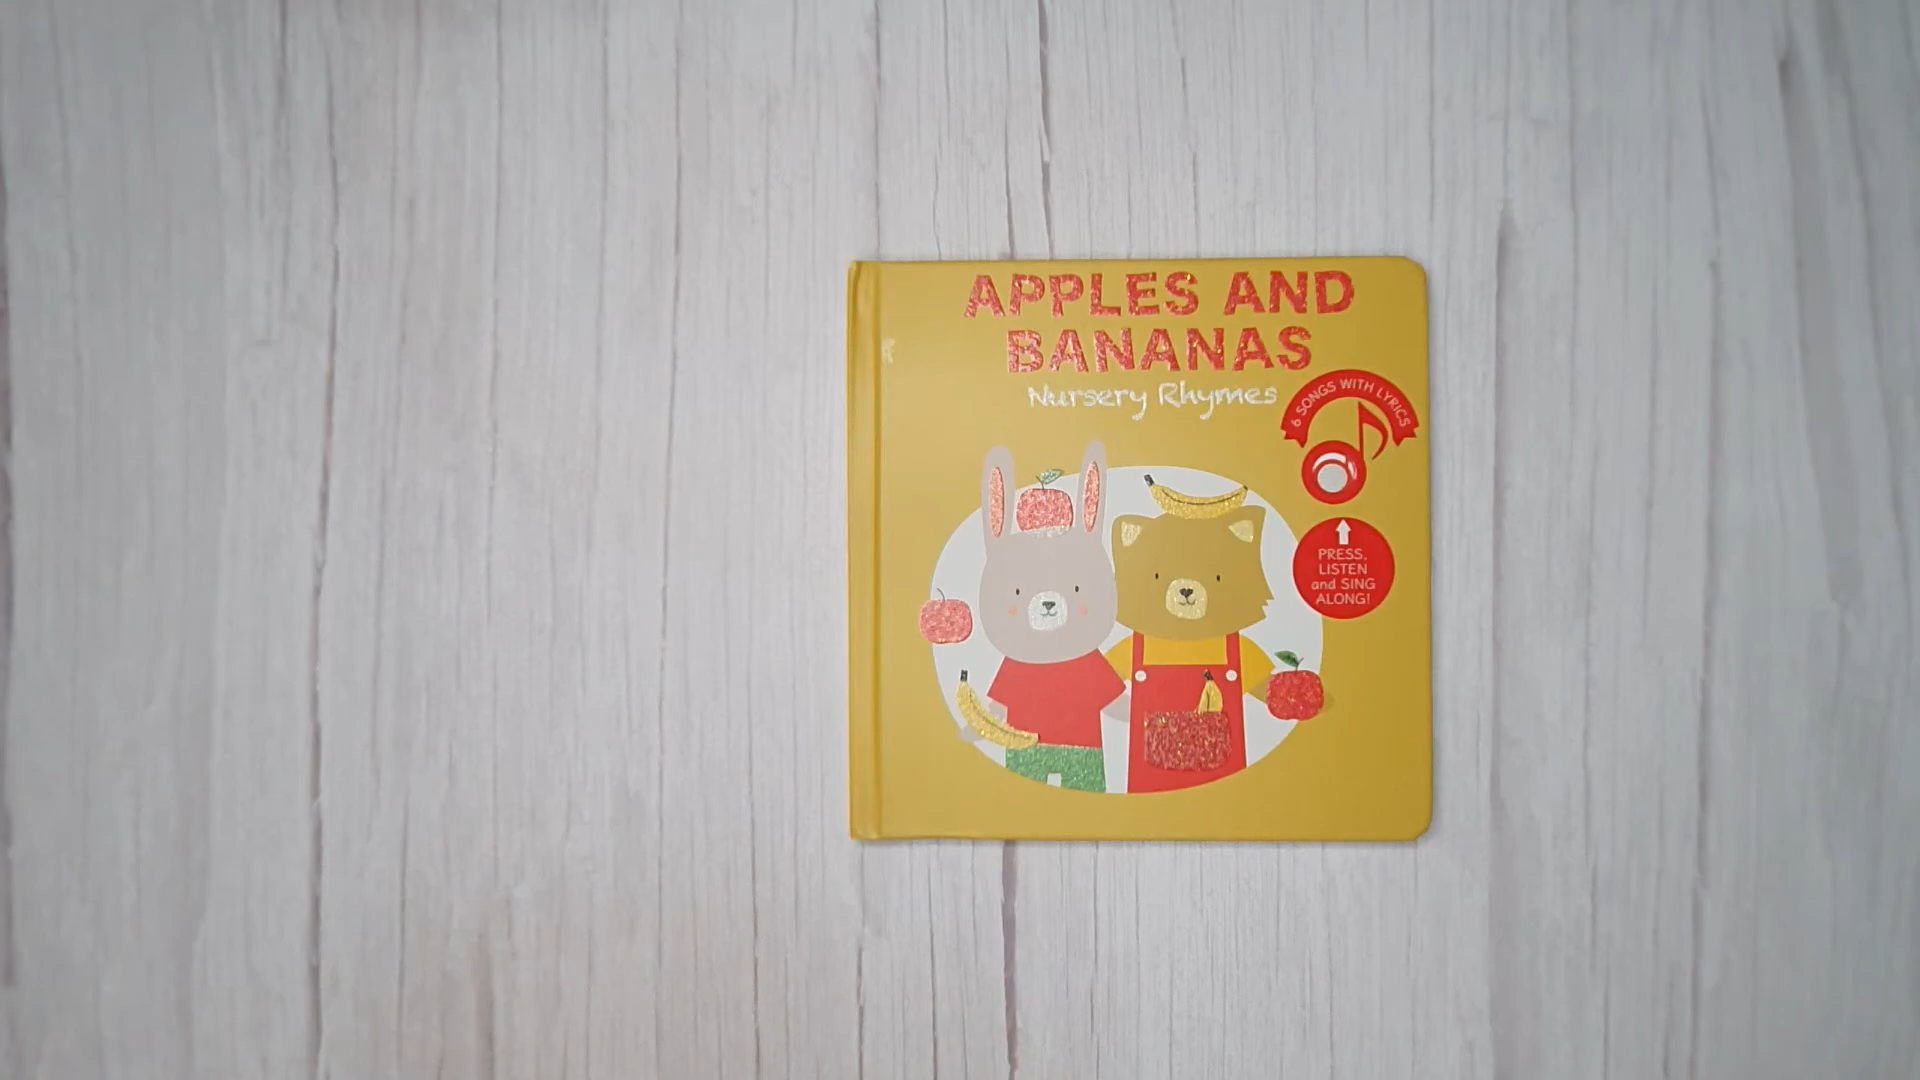 APPLES AND
BANANAS
Nursery Rhymes
6 SONGS WITH LYRICS
PRESS,
LISTEN
and SING
ALONG!